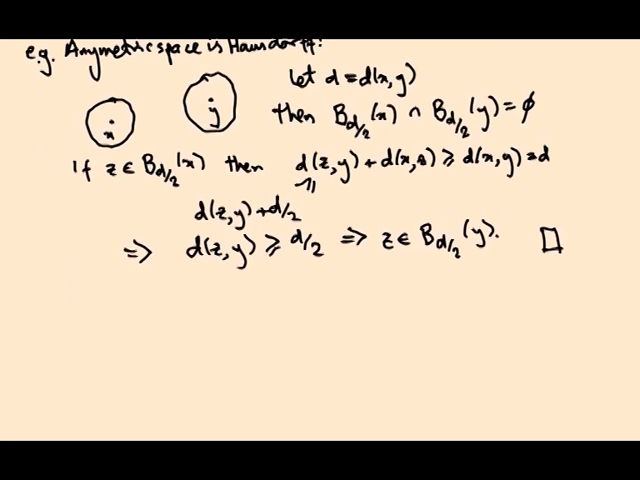 e.g. Any metric space is Hausdorff:
let d = d(x, y)
x y then B_{d/2}(x) ∩ B_{d/2}(y) = ϕ
If z ∈ B_{d/2}(x) then d(z, y) + d(x, z) ⩾ d(x, y) = d
d(z, y) + d/2
⇒ d(z, y) ⩾ d/2 ⇒ z ∈ B_{d/2}(y). □